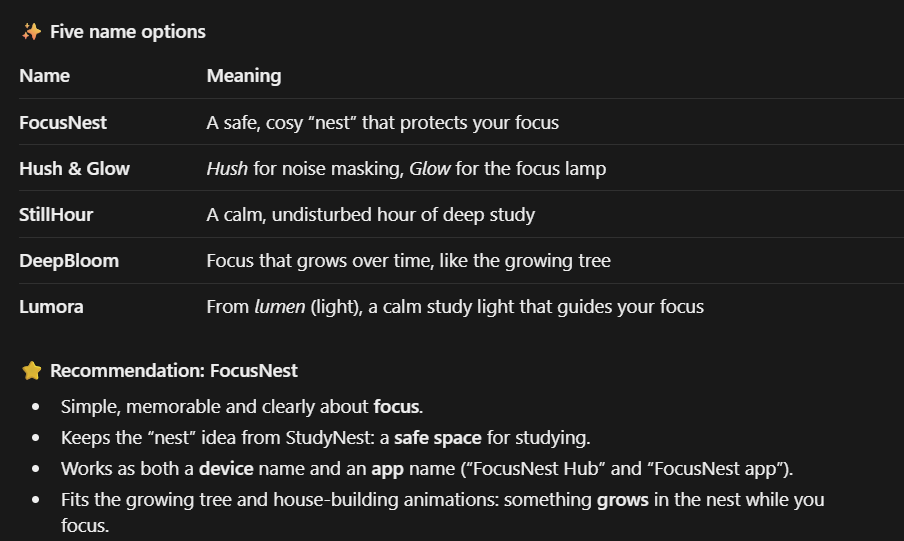 ✨ Five name options
Name Meaning
FocusNest A safe, cosy “nest” that protects your focus
Hush & Glow Hush for noise masking, Glow for the focus lamp
StillHour A calm, undisturbed hour of deep study
DeepBloom Focus that grows over time, like the growing tree
Lumora From lumen (light), a calm study light that guides your focus
⭐ Recommendation: FocusNest
• Simple, memorable and clearly about focus.
• Keeps the “nest” idea from StudyNest: a safe space for studying.
• Works as both a device name and an app name (“FocusNest Hub” and “FocusNest app”).
• Fits the growing tree and house-building animations: something grows in the nest while you
focus.